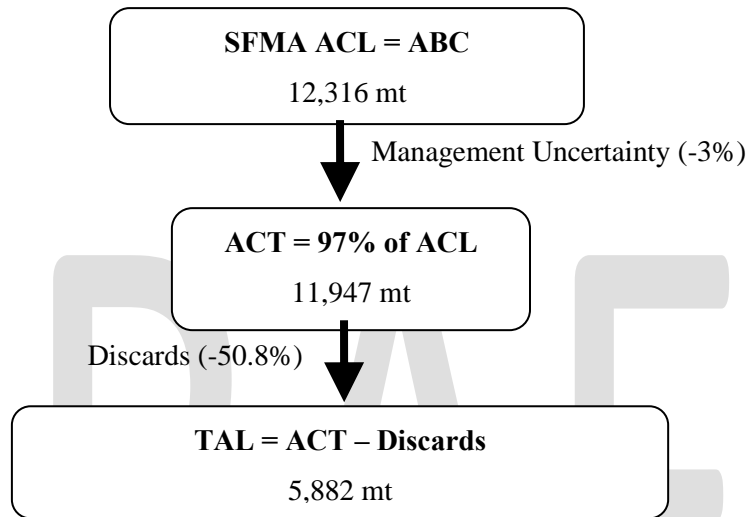 SFMA ACL = ABC
12,316 mt
Management Uncertainty (-3%)
ACT = 97% of ACL
11,947 mt
Discards (-50.8%)
TAL = ACT – Discards
5,882 mt